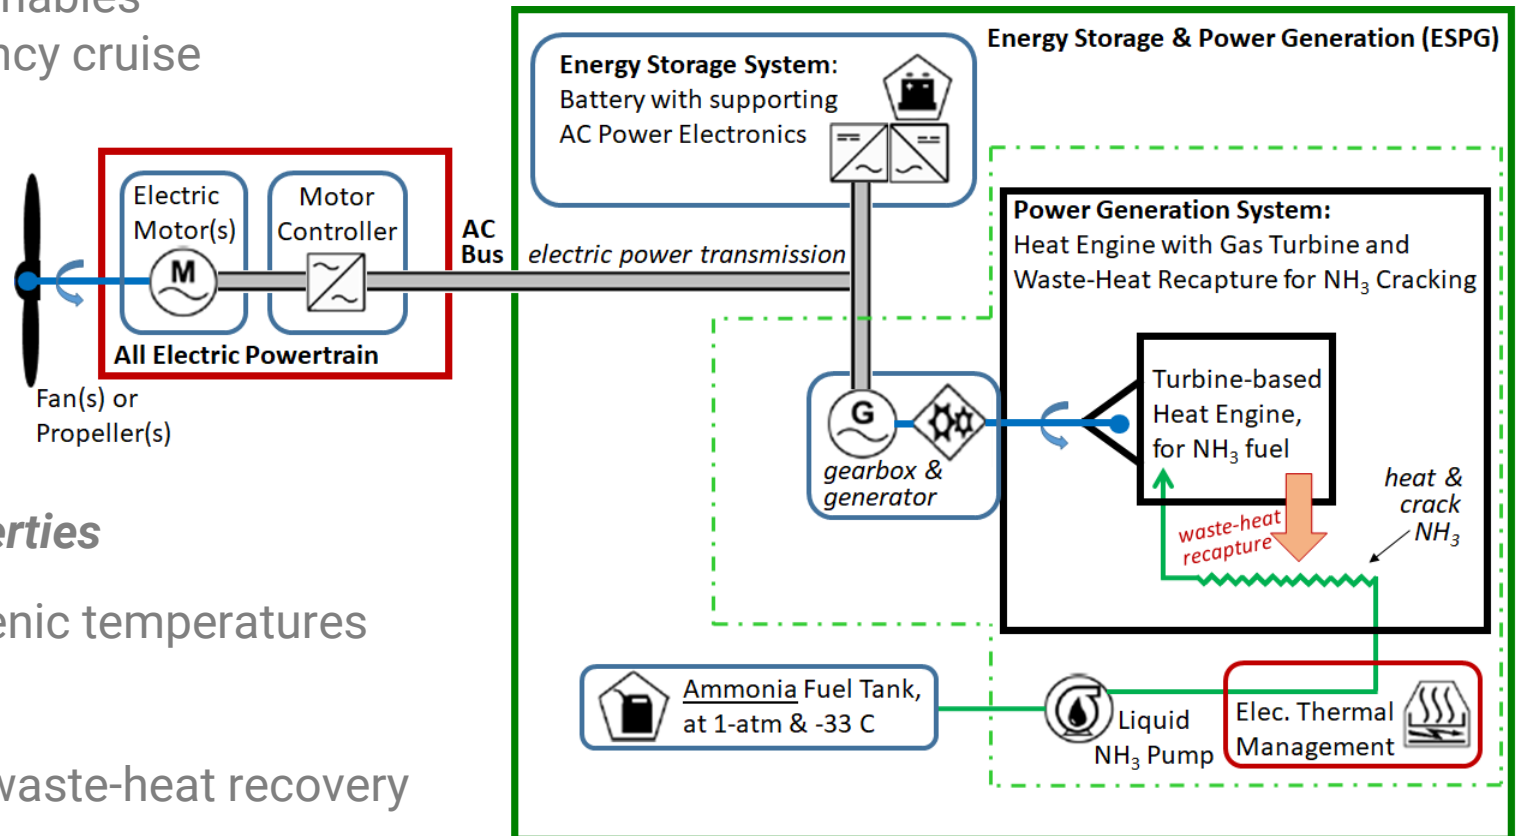 ncy cruise
erties
enic temperatures
waste-heat recovery
Energy Storage & Power Generation (ESPG)
Energy Storage System:
Battery with supporting
AC Power Electronics
Electric
Motor(s)
M
Motor
Controller
All Electric Powertrain
Fan(s) or
Propeller(s)
AC
Bus
electric power transmission
Power Generation System:
Heat Engine with Gas Turbine and
Waste-Heat Recapture for NH3 Cracking
Turbine-based
Heat Engine,
for NH3 fuel
G
gearbox &
generator
waste-heat
recapture
heat &
crack
NH3
Ammonia Fuel Tank,
at 1-atm & -33 C
Liquid
NH3 Pump
Elec. Thermal
Management